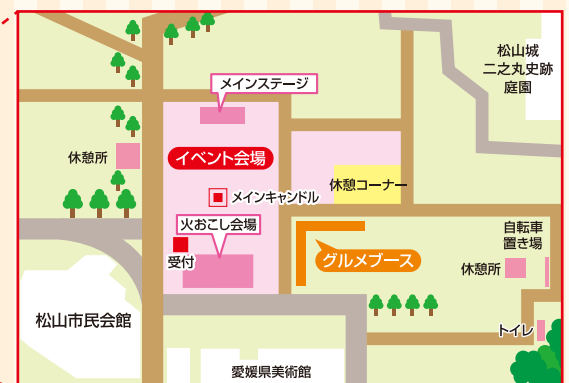 松山城
二之丸史跡
庭園
メインステージ
休憩所
イベント会場
休憩コーナー
メインキャンドル
火おこし会場
受付
グルメブース
自転車
置き場
休憩所
トイレ
松山市民会館
愛媛県美術館